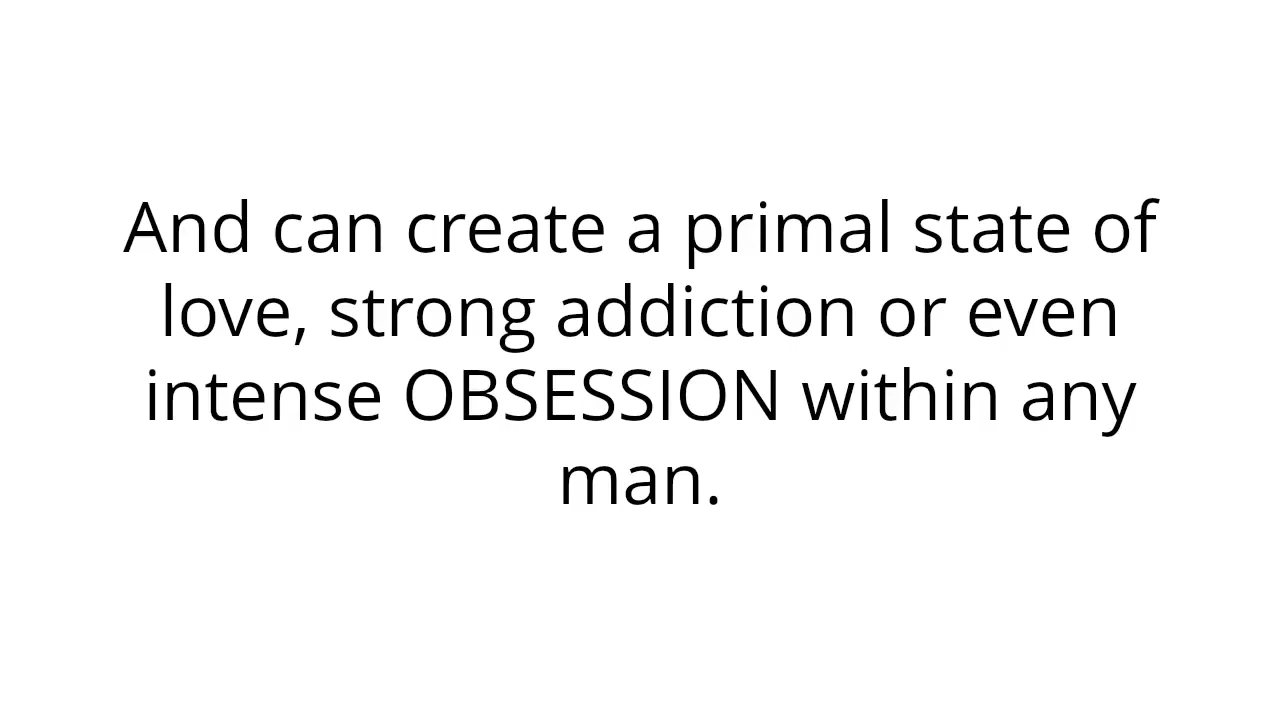 And can create a primal state of
love, strong addiction or even
intense OBSESSION within any
man.